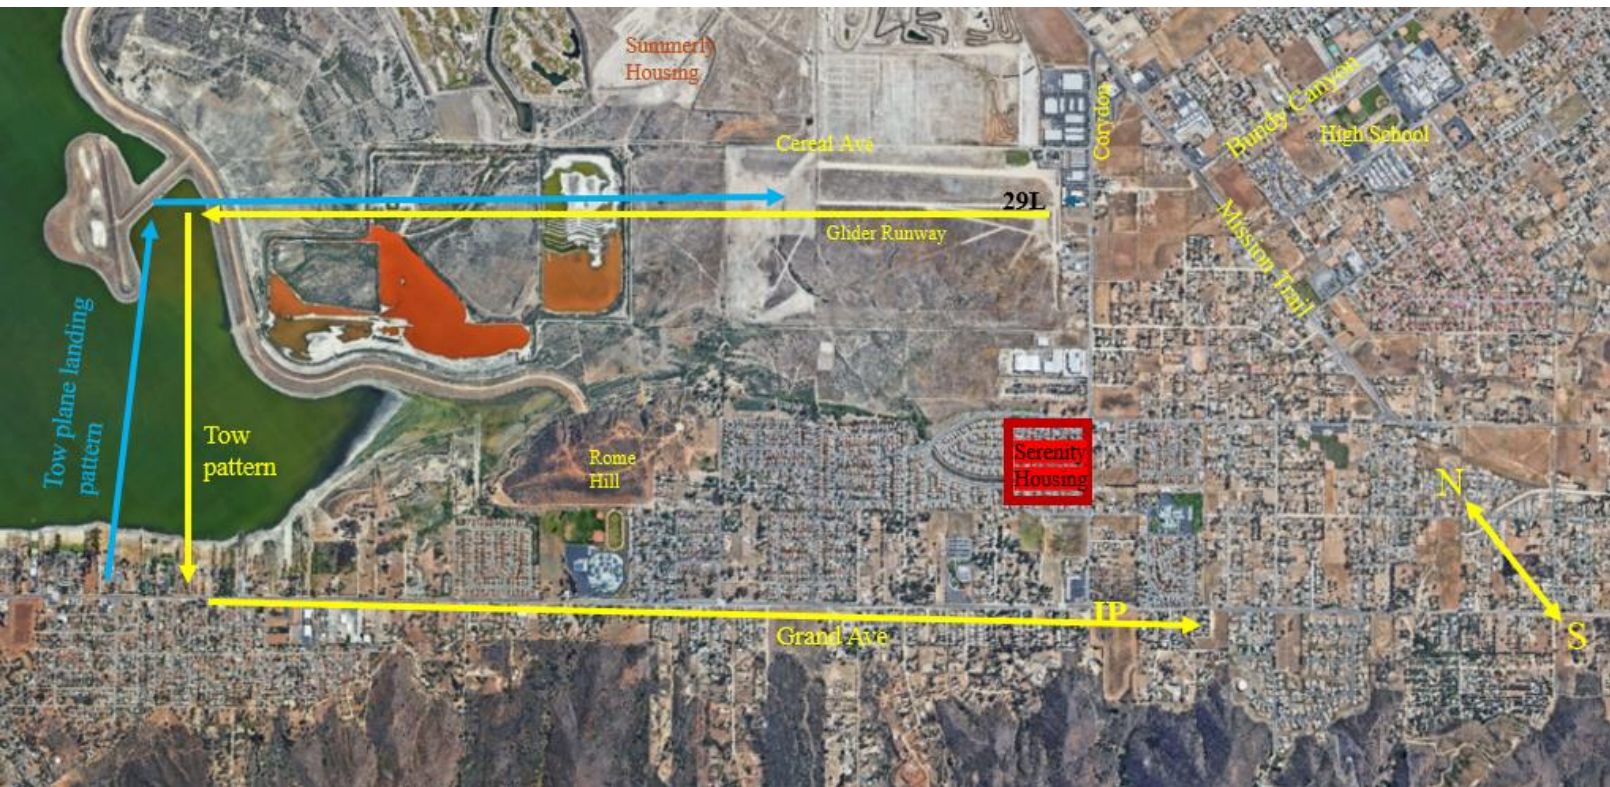 Summerly
Housing
Corydon
Bundy Canyon
High School
Cereal Ave
29L
Glider Runway
Mission Trail
Tow plane landing
pattern
Tow
pattern
Rome
Hill
Serenity
Housing
N
S
IP
Grand Ave